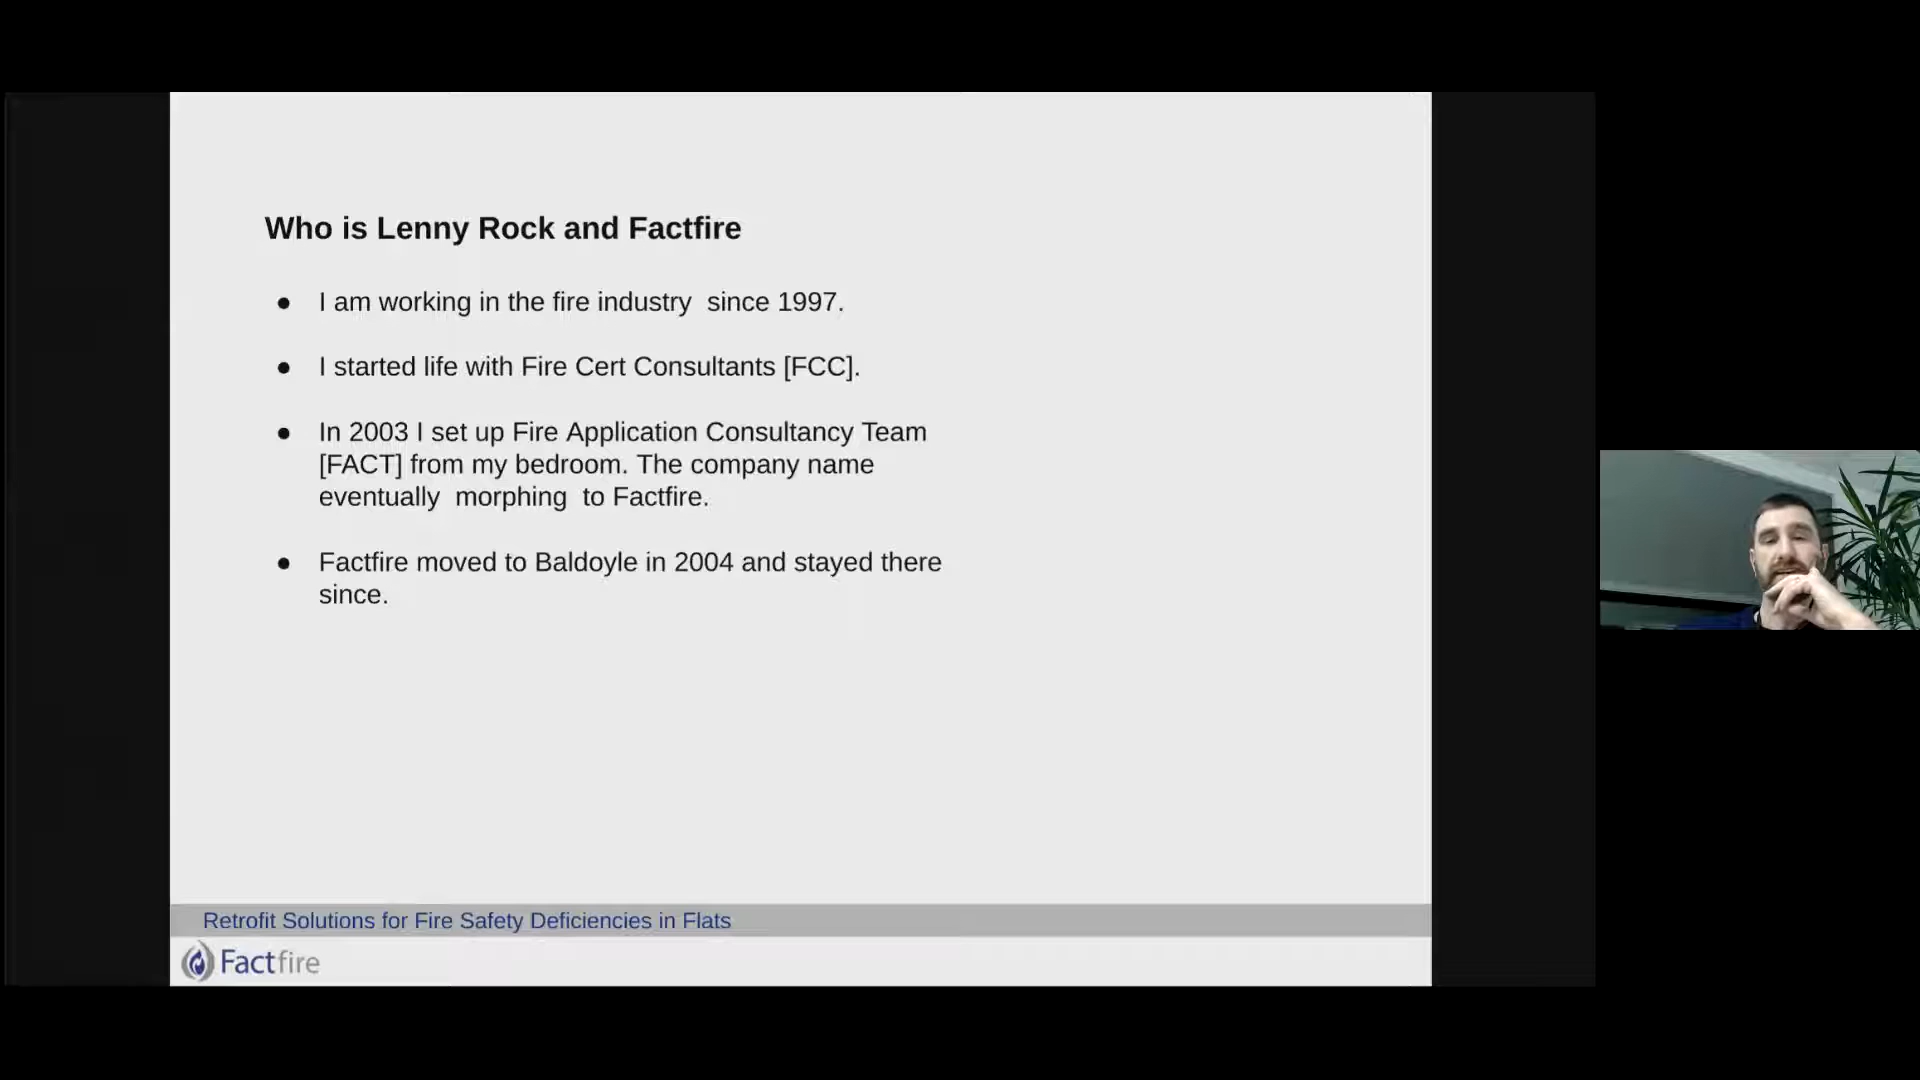 Who is Lenny Rock and Factfire
● I am working in the fire industry  since 1997.
● I started life with Fire Cert Consultants [FCC].
● In 2003 I set up Fire Application Consultancy Team
[FACT] from my bedroom. The company name
eventually  morphing  to Factfire.
● Factfire moved to Baldoyle in 2004 and stayed there
since.
Retrofit Solutions for Fire Safety Deficiencies in Flats
Factfire